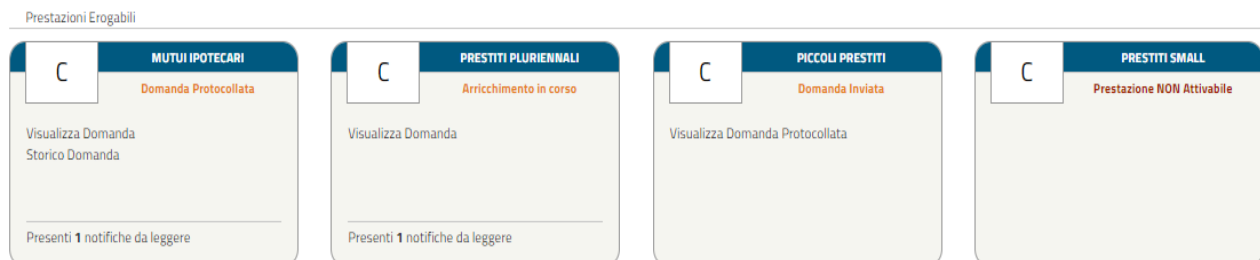 Prestazioni Erogabili
C
MUTUI IPOTECARI
Domanda Protocollata
Visualizza Domanda
Storico Domanda
Presenti 1 notifiche da leggere
C
PRESTITI PLURIENNALI
Arricchimento in corso
Visualizza Domanda
Presenti 1 notifiche da leggere
C
PICCOLI PRESTITI
Domanda Inviata
Visualizza Domanda Protocollata
C
PRESTITI SMALL
Prestazione NON Attivabile